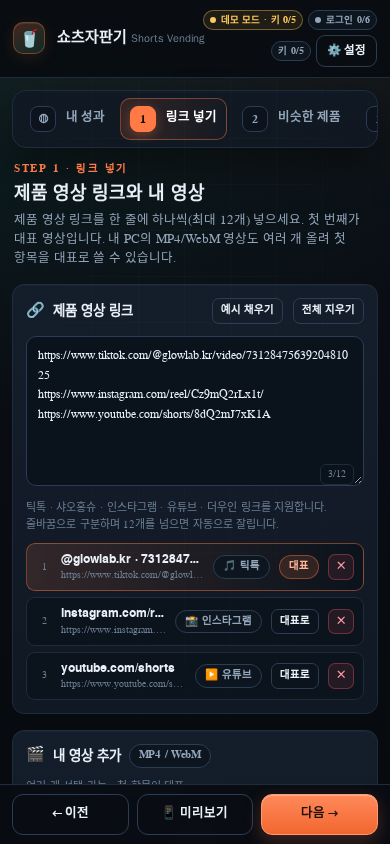 쇼츠자판기 Shorts Vending
데모 모드 · 키 0/5
로그인 0/6
키 0/5
⚙️ 설정
내 성과
1 링크 넣기
2 비슷한 제품
STEP 1 · 링크 넣기
제품 영상 링크와 내 영상
제품 영상 링크를 한 줄에 하나씩(최대 12개) 넣으세요. 첫 번째가
대표 영상입니다. 내 PC의 MP4/WebM 영상도 여러 개 올려 첫
항목을 대표로 쓸 수 있습니다.
🔗 제품 영상 링크
예시 채우기
전체 지우기
https://www.tiktok.com/@glowlab.kr/video/73128475639204810
25
https://www.instagram.com/reel/Cz9mQ2rLx1t/
https://www.youtube.com/shorts/8dQ2mJ7xK1A
3/12
틱톡 · 샤오홍슈 · 인스타그램 · 유튜브 · 더우인 링크를 지원합니다.
줄바꿈으로 구분하며 12개를 넘으면 자동으로 잘립니다.
1 @glowlab.kr · 7312847... 🎵 틱톡 대표 ✕
https://www.tiktok.com/@glowl...
2 instagram.com/r... 📸 인스타그램 대표로 ✕
https://www.instagram....
3 youtube.com/shorts ▶️ 유튜브 대표로 ✕
https://www.youtube.com/s...
🎬 내 영상 추가 MP4 / WebM
← 이전
📱 미리보기
다음 →